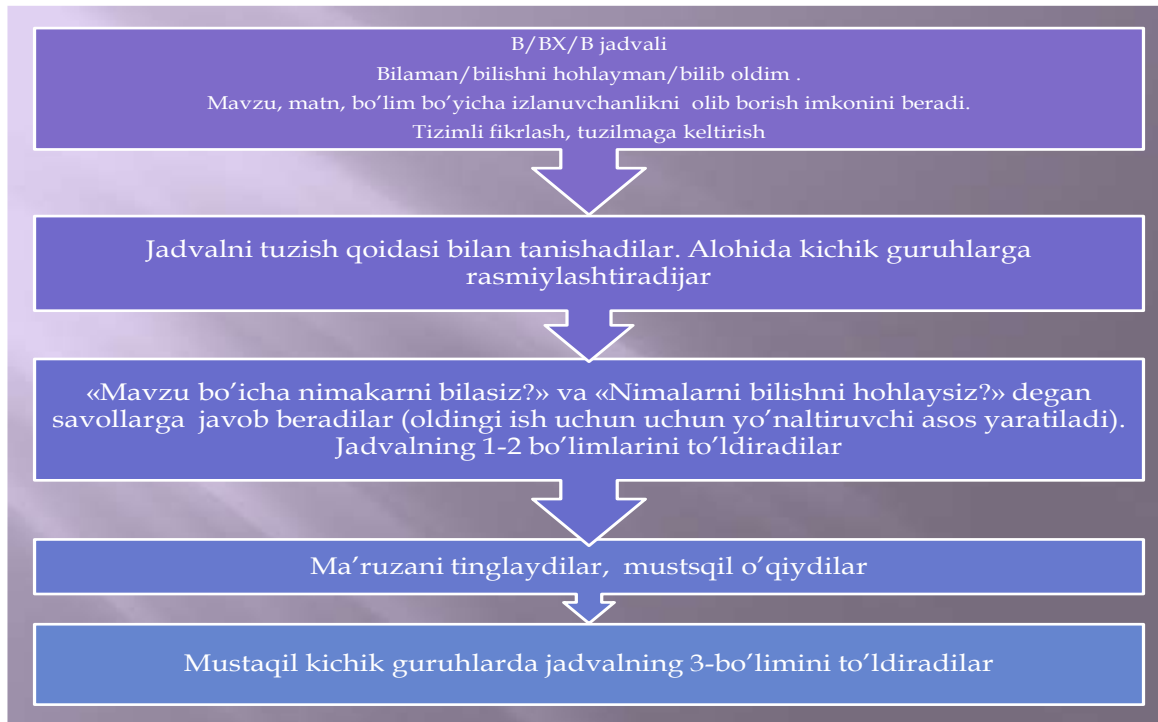 B/BX/B jadvali
Bilaman/bilishni hohlayman/bilib oldim .
Mavzu, matn, bo’lim bo’yicha izlanuvchanlikni olib borish imkonini beradi.
Tizimli fikrlash, tuzilmaga keltirish
Jadvalni tuzish qoidasi bilan tanishadilar. Alohida kichik guruhlarga
rasmiylashtiradijar
«Mavzu bo’icha nimakarni bilasiz?» va «Nimalarni bilishni hohlaysiz?» degan
savollarga javob beradilar (oldingi ish uchun uchun yo’naltiruvchi asos yaratiladi).
Jadvalning 1-2 bo’limlarini to’ldiradilar
Ma’ruzani tinglaydilar, mustsqil o’qiydilar
Mustaqil kichik guruhlarda jadvalning 3-bo’limini to’ldiradilar